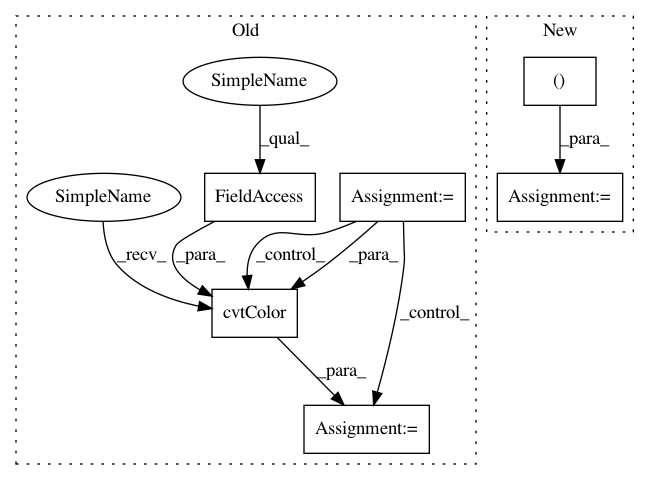 Old
New
SimpleName
()
_qual_
_para_
SimpleName
FieldAccess
Assignment:=
Assignment:=
_recv_
_para_
_control_
_para_
cvtColor
_control_
_para_
Assignment:=